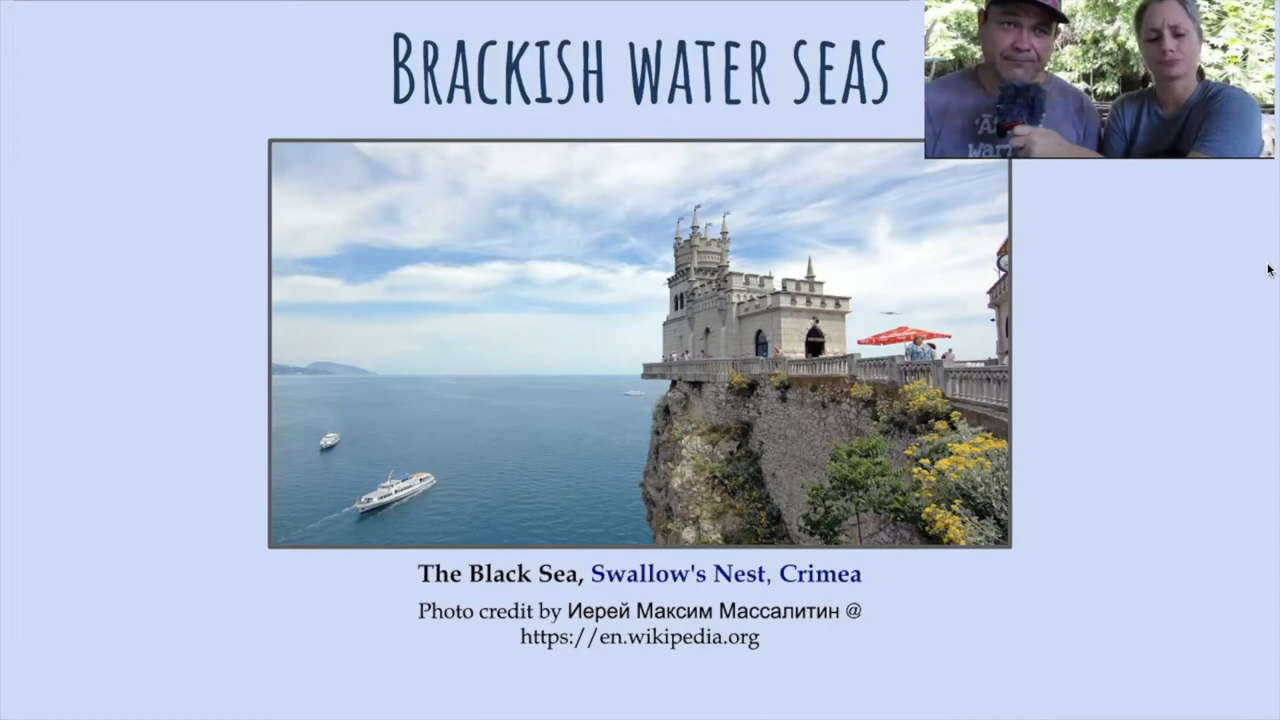 Brackish water seas
The Black Sea, Swallow's Nest, Crimea
Photo credit by Иерей Максим Массалитин @
https://en.wikipedia.org